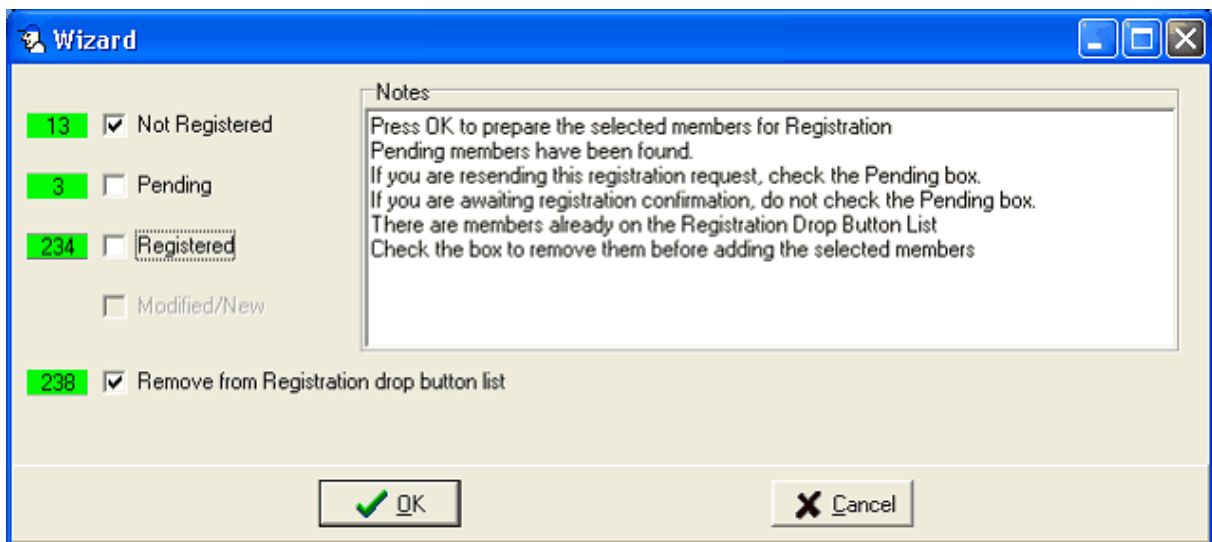 Wizard
Notes
13 Not Registered
3 Pending
234 Registered
Modified/New
Press OK to prepare the selected members for Registration
Pending members have been found.
If you are resending this registration request, check the Pending box.
If you are awaiting registration confirmation, do not check the Pending box.
There are members already on the Registration Drop Button List
Check the box to remove them before adding the selected members
238 Remove from Registration drop button list
OK
Cancel